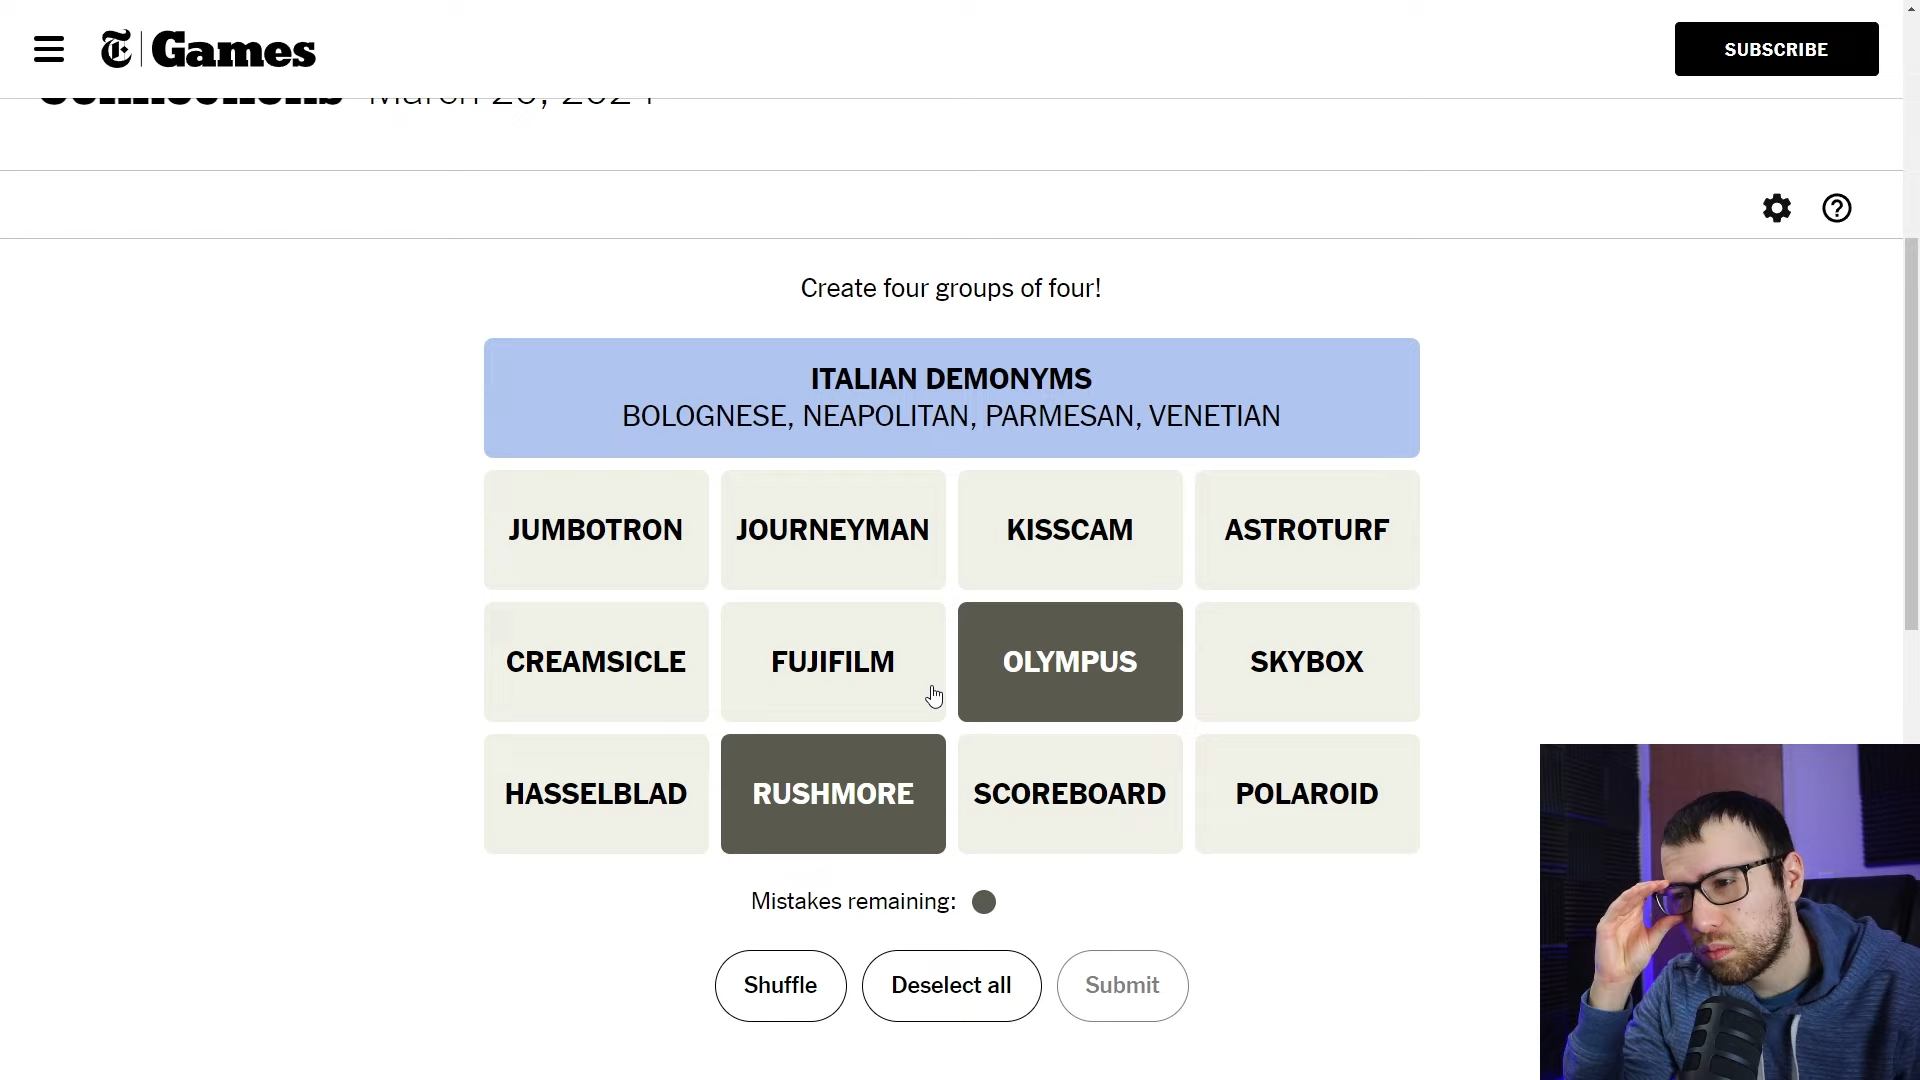 Games
SUBSCRIBE
Create four groups of four!
ITALIAN DEMONYMS
BOLOGNESE, NEAPOLITAN, PARMESAN, VENETIAN
JUMBOTRON JOURNEYMAN KISSCAM ASTROTURF
CREAMSICLE FUJIFILM OLYMPUS SKYBOX
HASSELBLAD RUSHMORE SCOREBOARD POLAROID
Mistakes remaining:
Shuffle Deselect all Submit